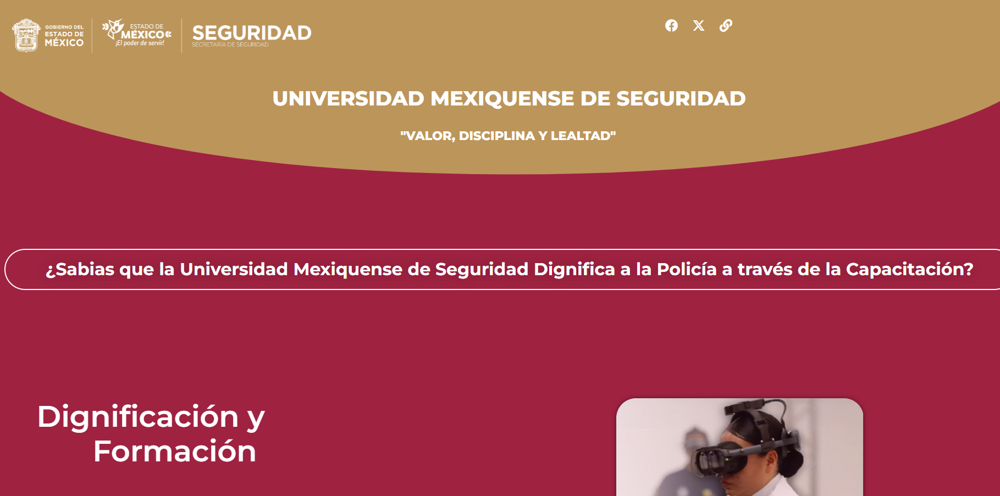 GOBIERNO DEL
ESTADO DE
MÉXICO
ESTADO DE
MÉXICO
¡El poder de servir!
SEGURIDAD
SECRETARÍA DE SEGURIDAD
UNIVERSIDAD MEXIQUENSE DE SEGURIDAD
"VALOR, DISCIPLINA Y LEALTAD"
¿Sabias que la Universidad Mexiquense de Seguridad Dignifica a la Policía a través de la Capacitación?
Dignificación y
Formación